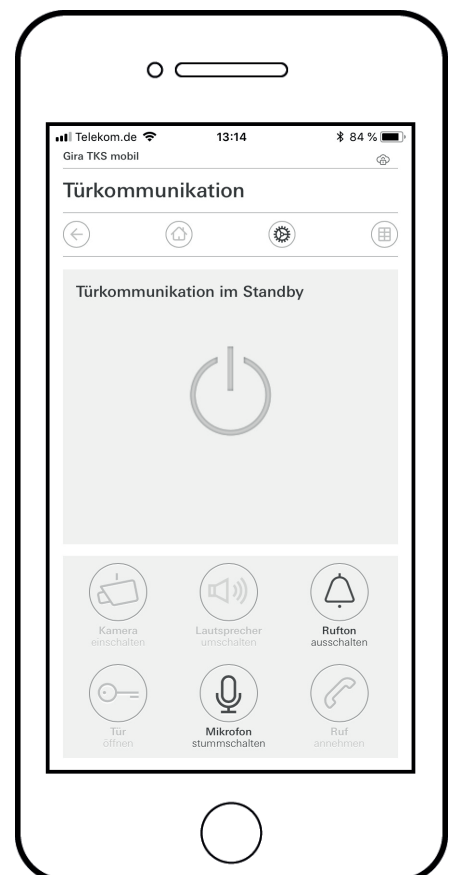 Telekom.de 13:14 84 %
Gira TKS mobil
Türkommunikation
Türkommunikation im Standby
Kamera
einschalten
Lautsprecher
umschalten
Rufton
ausschalten
Tür
öffnen
Mikrofon
stummschalten
Ruf
annehmen